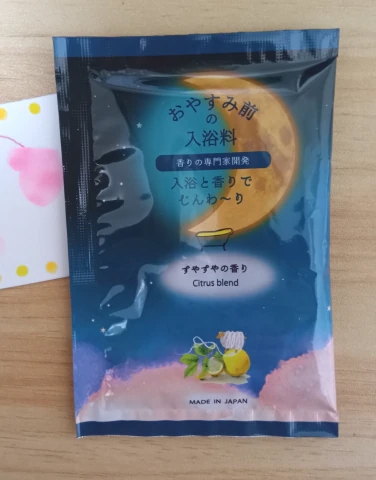 おやすみ前
の
入浴料
香りの専門家開発
入浴と香りで
じんわ〜り
すやすやの香り
Citrus blend
MADE IN JAPAN